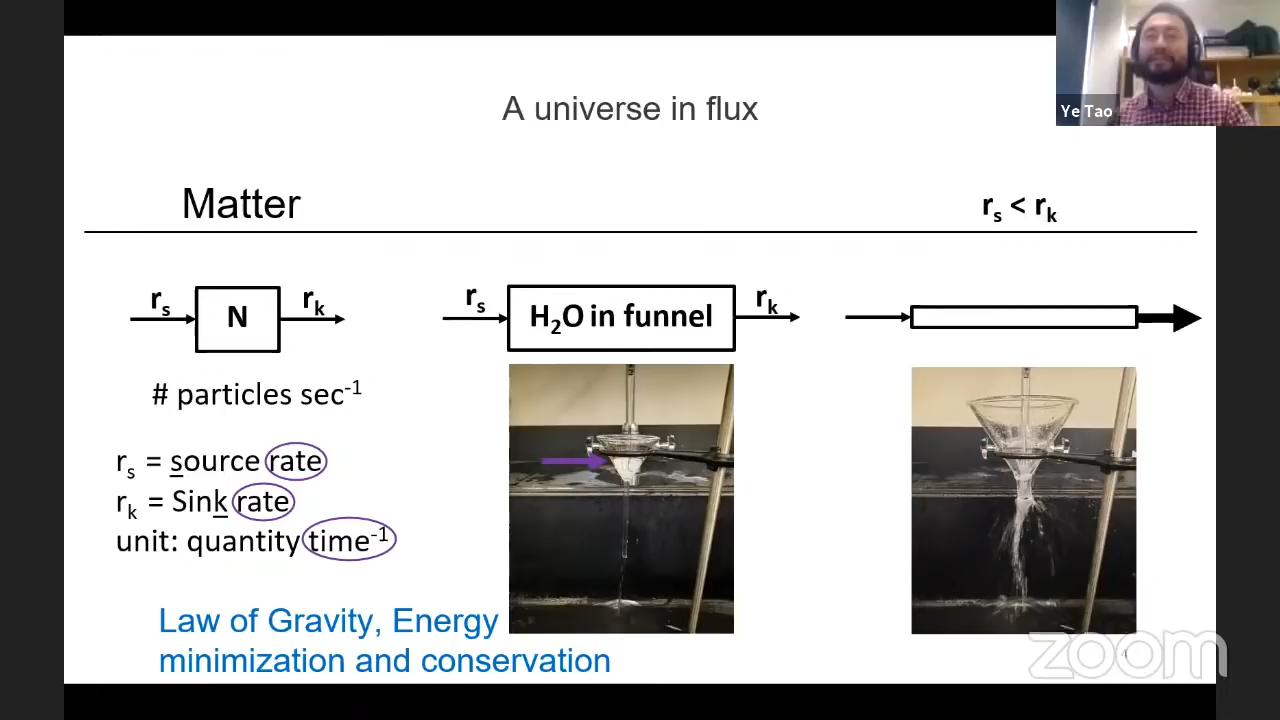 Ye Tao
A universe in flux
Matter
rs < rk
rs
N
rk
rs
H2O in funnel
rk
# particles sec-1
rs = source rate
rk = Sink rate
unit: quantity time-1
Law of Gravity, Energy
minimization and conservation
zoom